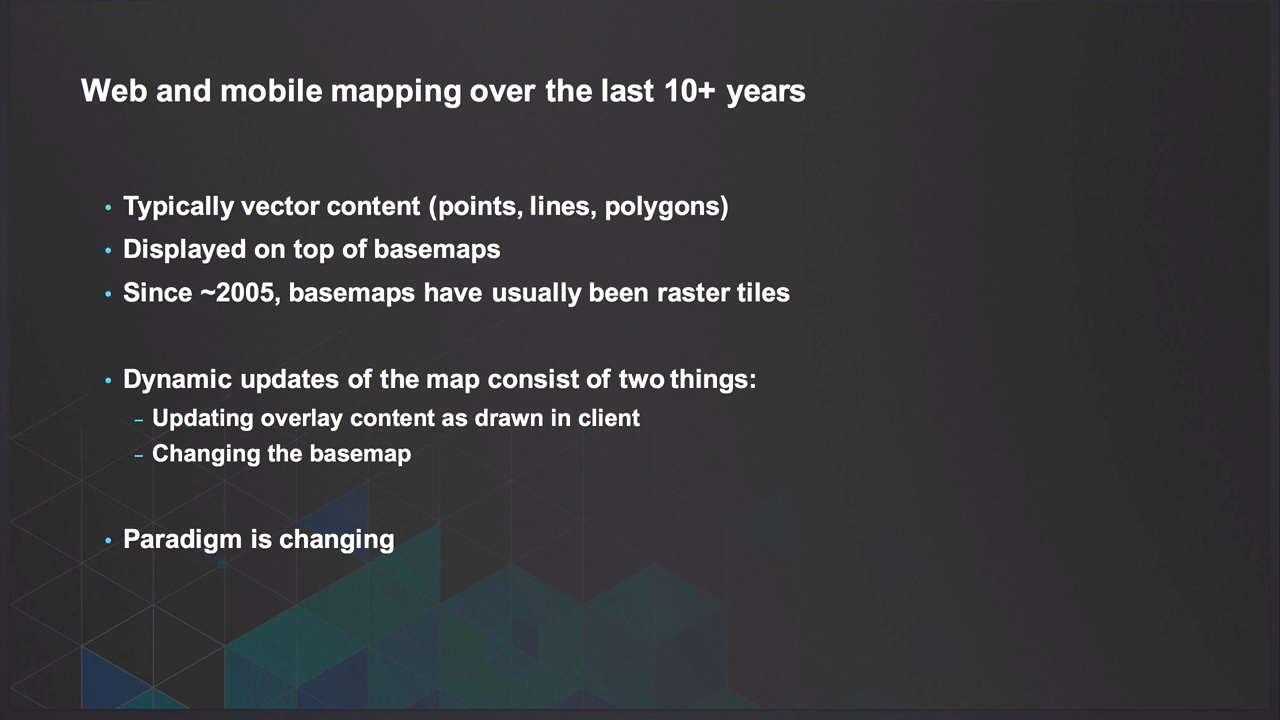 Web and mobile mapping over the last 10+ years
• Typically vector content (points, lines, polygons)
• Displayed on top of basemaps
• Since ~2005, basemaps have usually been raster tiles
• Dynamic updates of the map consist of two things:
– Updating overlay content as drawn in client
– Changing the basemap
• Paradigm is changing